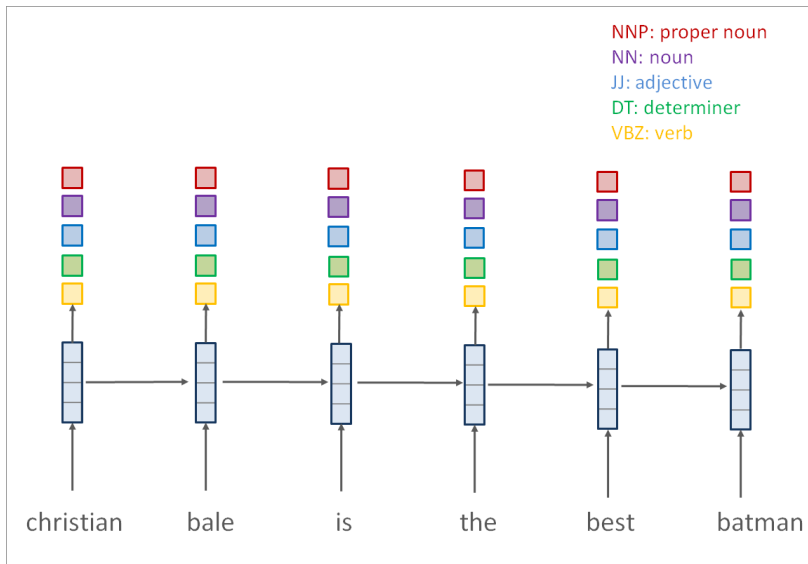 NNP: proper noun
NN: noun
JJ: adjective
DT: determiner
VBZ: verb
christian bale is the best batman